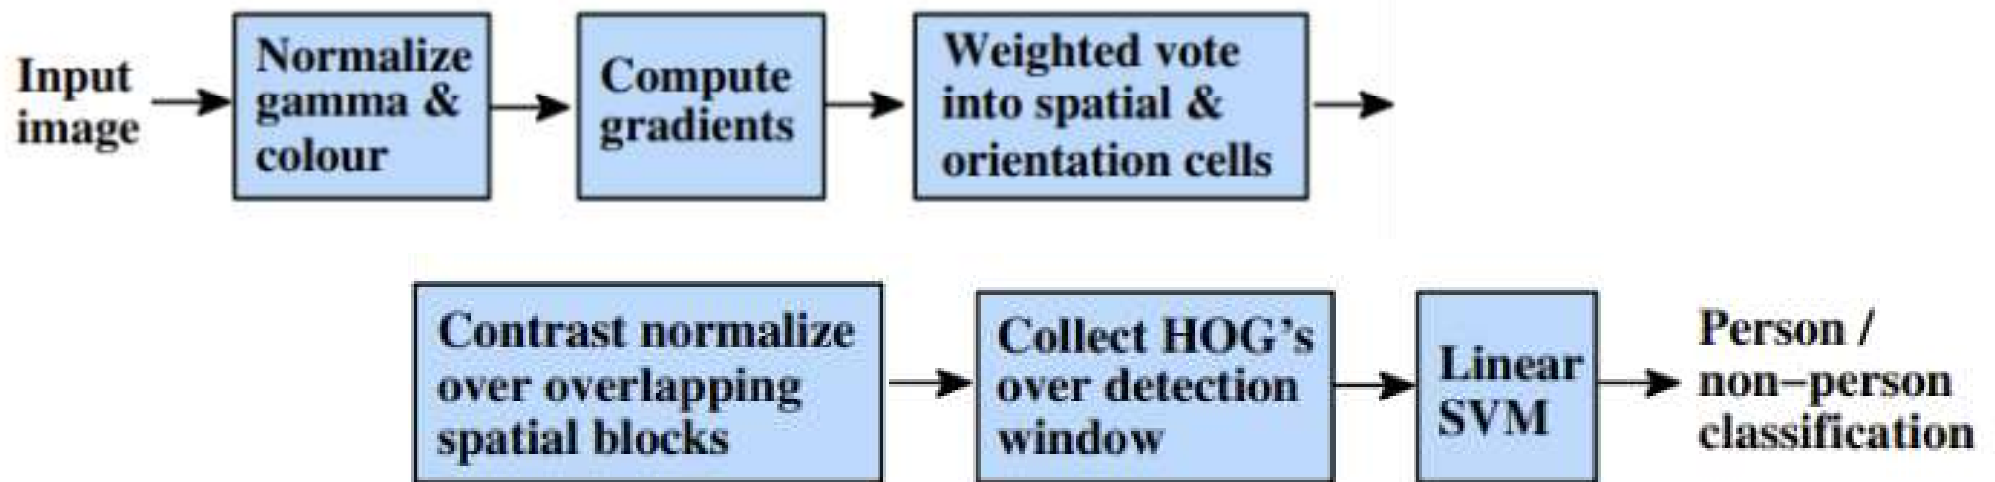 Input
image
Normalize
gamma &
colour
Compute
gradients
Weighted vote
into spatial &
orientation cells
Contrast normalize
over overlapping
spatial blocks
Collect HOG's
over detection
window
Linear
SVM
Person /
non–person
classification